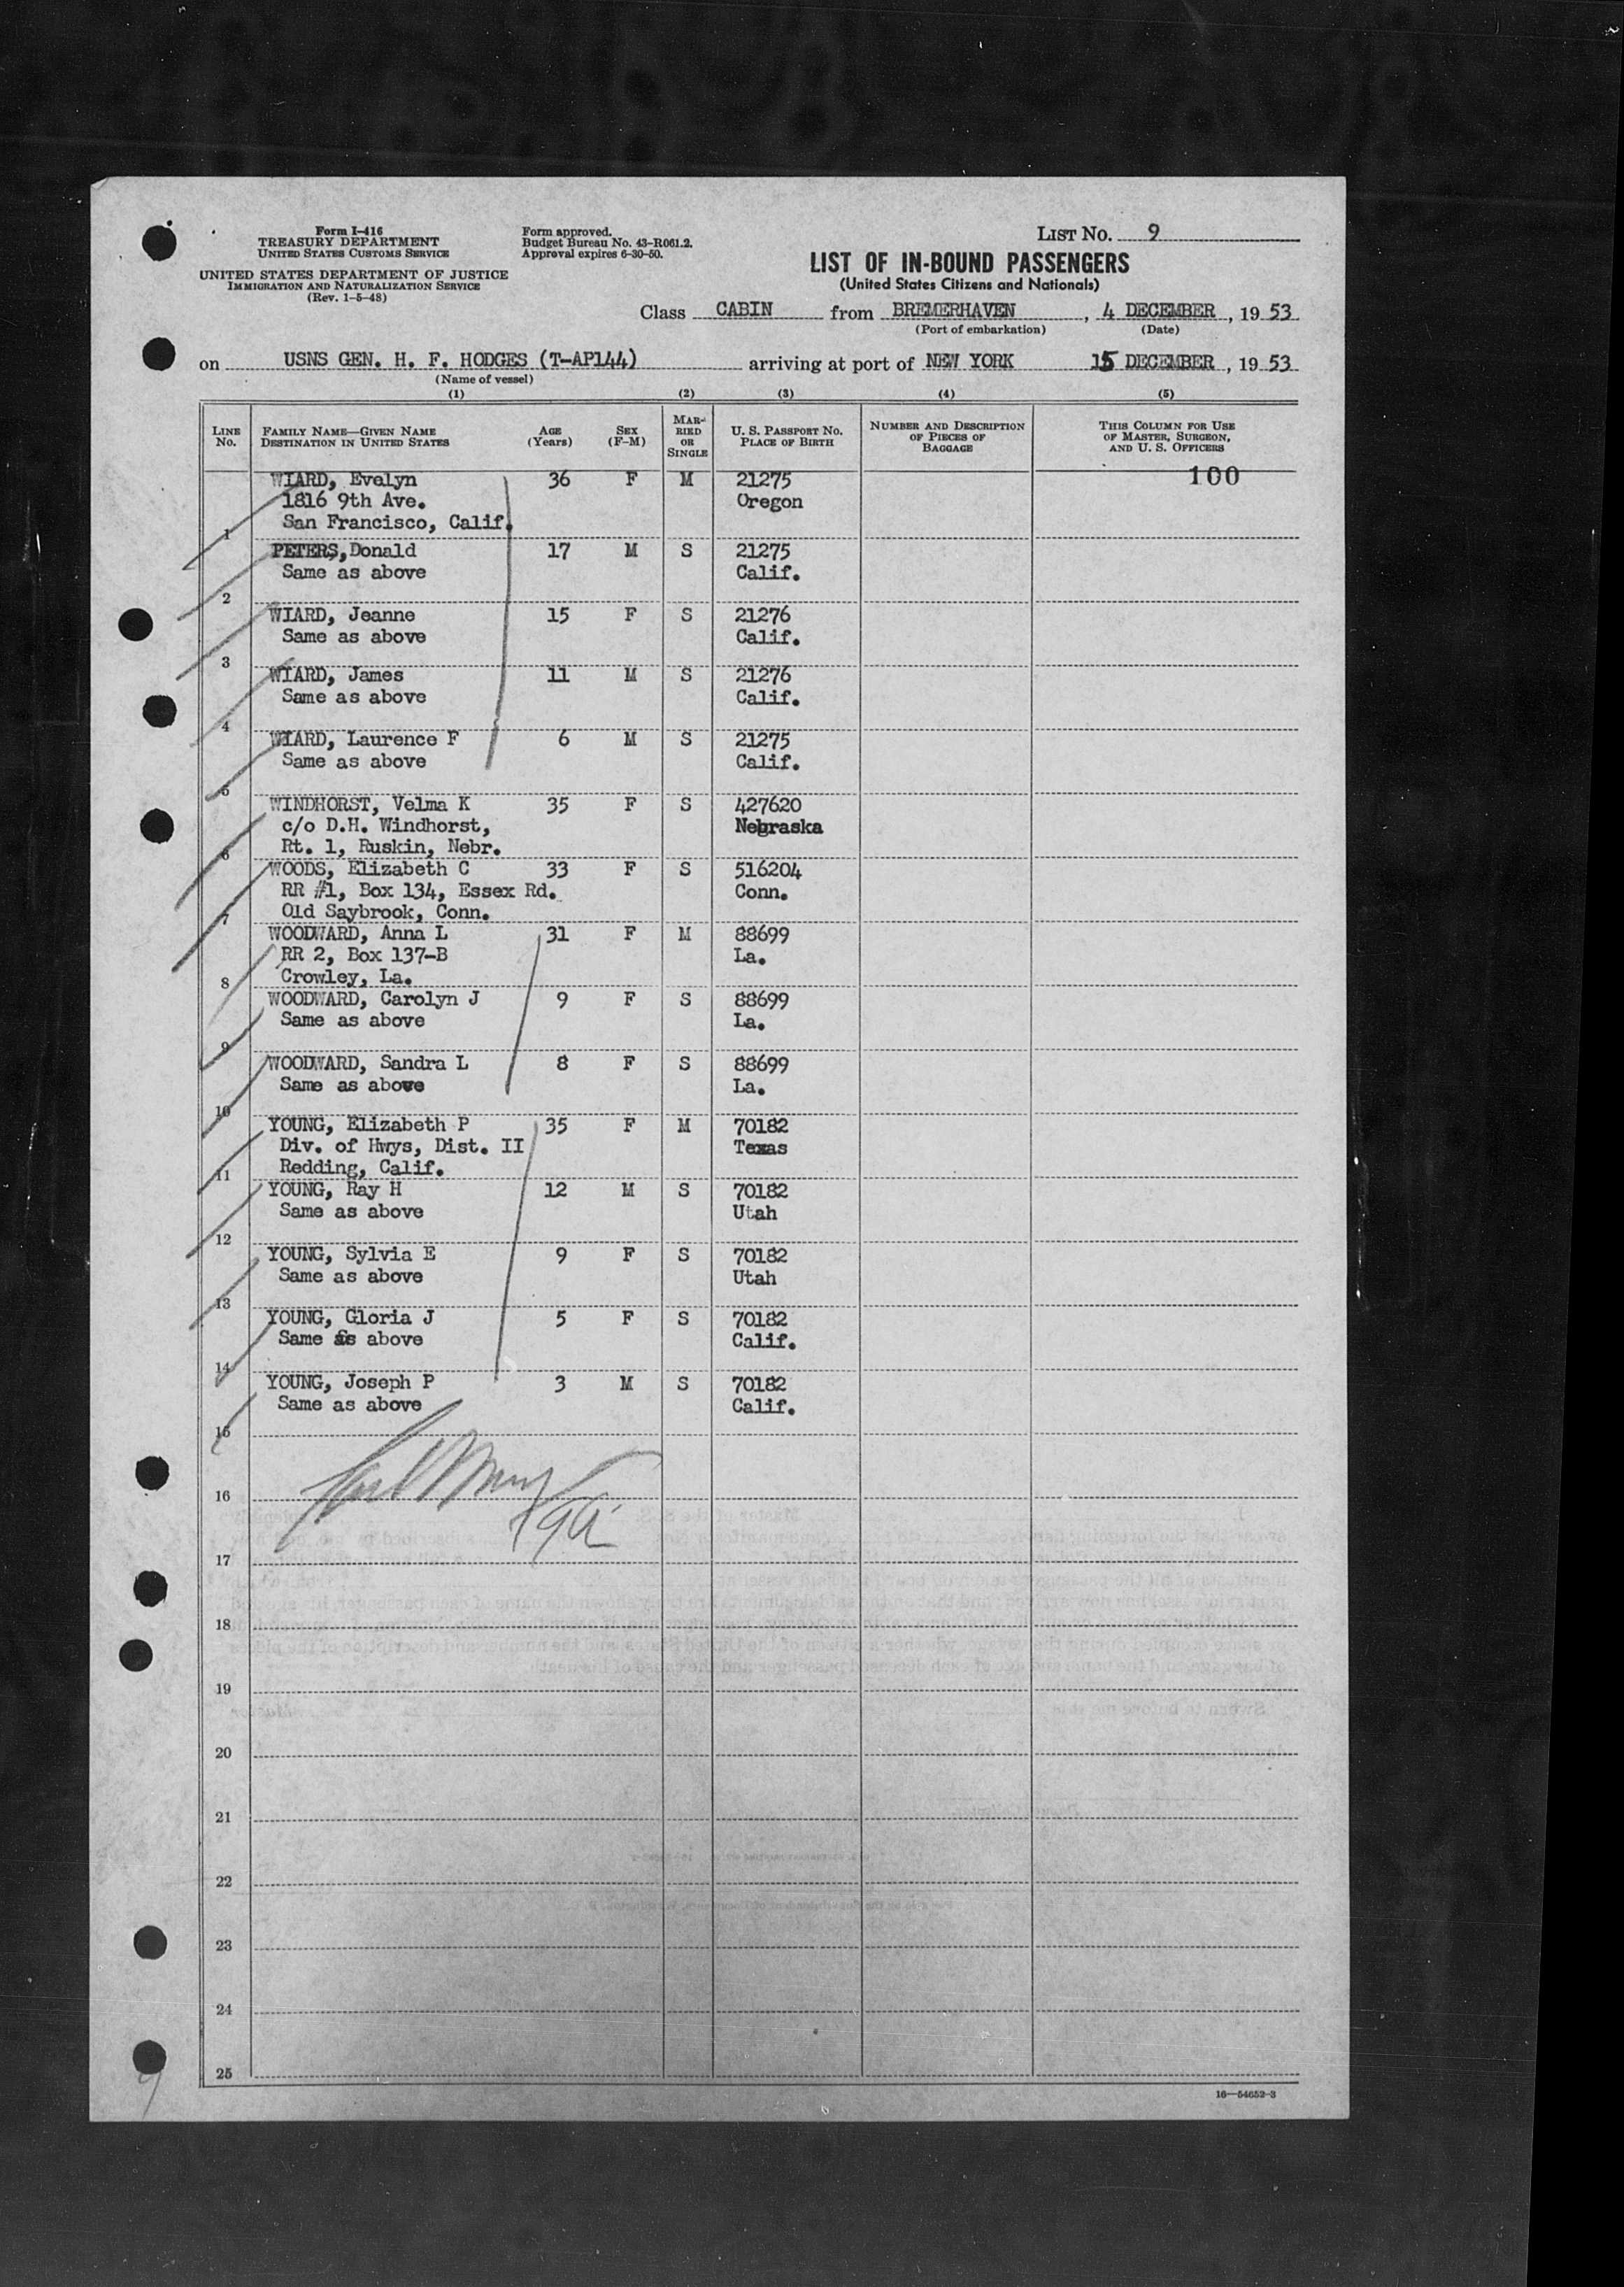 Form I-416
TREASURY DEPARTMENT
UNITED STATES CUSTOMS SERVICE
UNITED STATES DEPARTMENT OF JUSTICE
IMMIGRATION AND NATURALIZATION SERVICE
(Rev. 1-5-48)
Form approved.
Budget Bureau No. 43-R061.2.
Approval expires 6-30-50.
LIST No. 9
LIST OF IN-BOUND PASSENGERS
(United States Citizens and Nationals)
Class CABIN from BREMERHAVEN, 4 DECEMBER, 19 53
(Port of embarkation) (Date)
on USNS GEN. H. F. HODGES (T-AP144) arriving at port of NEW YORK 15 DECEMBER, 19 53
(Name of vessel)
(1) (2) (3) (4) (5)
LINE No. FAMILY NAME—GIVEN NAME DESTINATION IN UNITED STATES AGE (Years) SEX (F-M) MARRIED OR SINGLE U. S. PASSPORT No. PLACE OF BIRTH NUMBER AND DESCRIPTION OF PIECES OF BAGGAGE THIS COLUMN FOR USE OF MASTER, SURGEON, AND U. S. OFFICERS
WIARD, Evelyn 36 F M 21275 100
1816 9th Ave. Oregon
San Francisco, Calif.
1
PETERS, Donald 17 M S 21275
Same as above Calif.
2
WIARD, Jeanne 15 F S 21276
Same as above Calif.
3
WIARD, James 11 M S 21276
Same as above Calif.
4
WIARD, Laurence F 6 M S 21275
Same as above Calif.
5
WINDHORST, Velma K 35 F S 427620
c/o D.H. Windhorst, Nebraska
Rt. 1, Ruskin, Nebr.
6
WOODS, Elizabeth C 33 F S 516204
RR #1, Box 134, Essex Rd. Conn.
Old Saybrook, Conn.
7
WOODWARD, Anna L 31 F M 88699
RR 2, Box 137-B La.
Crowley, La.
8
WOODWARD, Carolyn J 9 F S 88699
Same as above La.
9
WOODWARD, Sandra L 8 F S 88699
Same as above La.
10
YOUNG, Elizabeth P 35 F M 70182
Div. of Hwys, Dist. II Texas
Redding, Calif.
11
YOUNG, Ray H 12 M S 70182
Same as above Utah
12
YOUNG, Sylvia E 9 F S 70182
Same as above Utah
13
YOUNG, Gloria J 5 F S 70182
Same as above Calif.
14
YOUNG, Joseph P 3 M S 70182
Same as above Calif.
15
16
17
18
19
20
21
22
23
24
25
16—54652-3
9